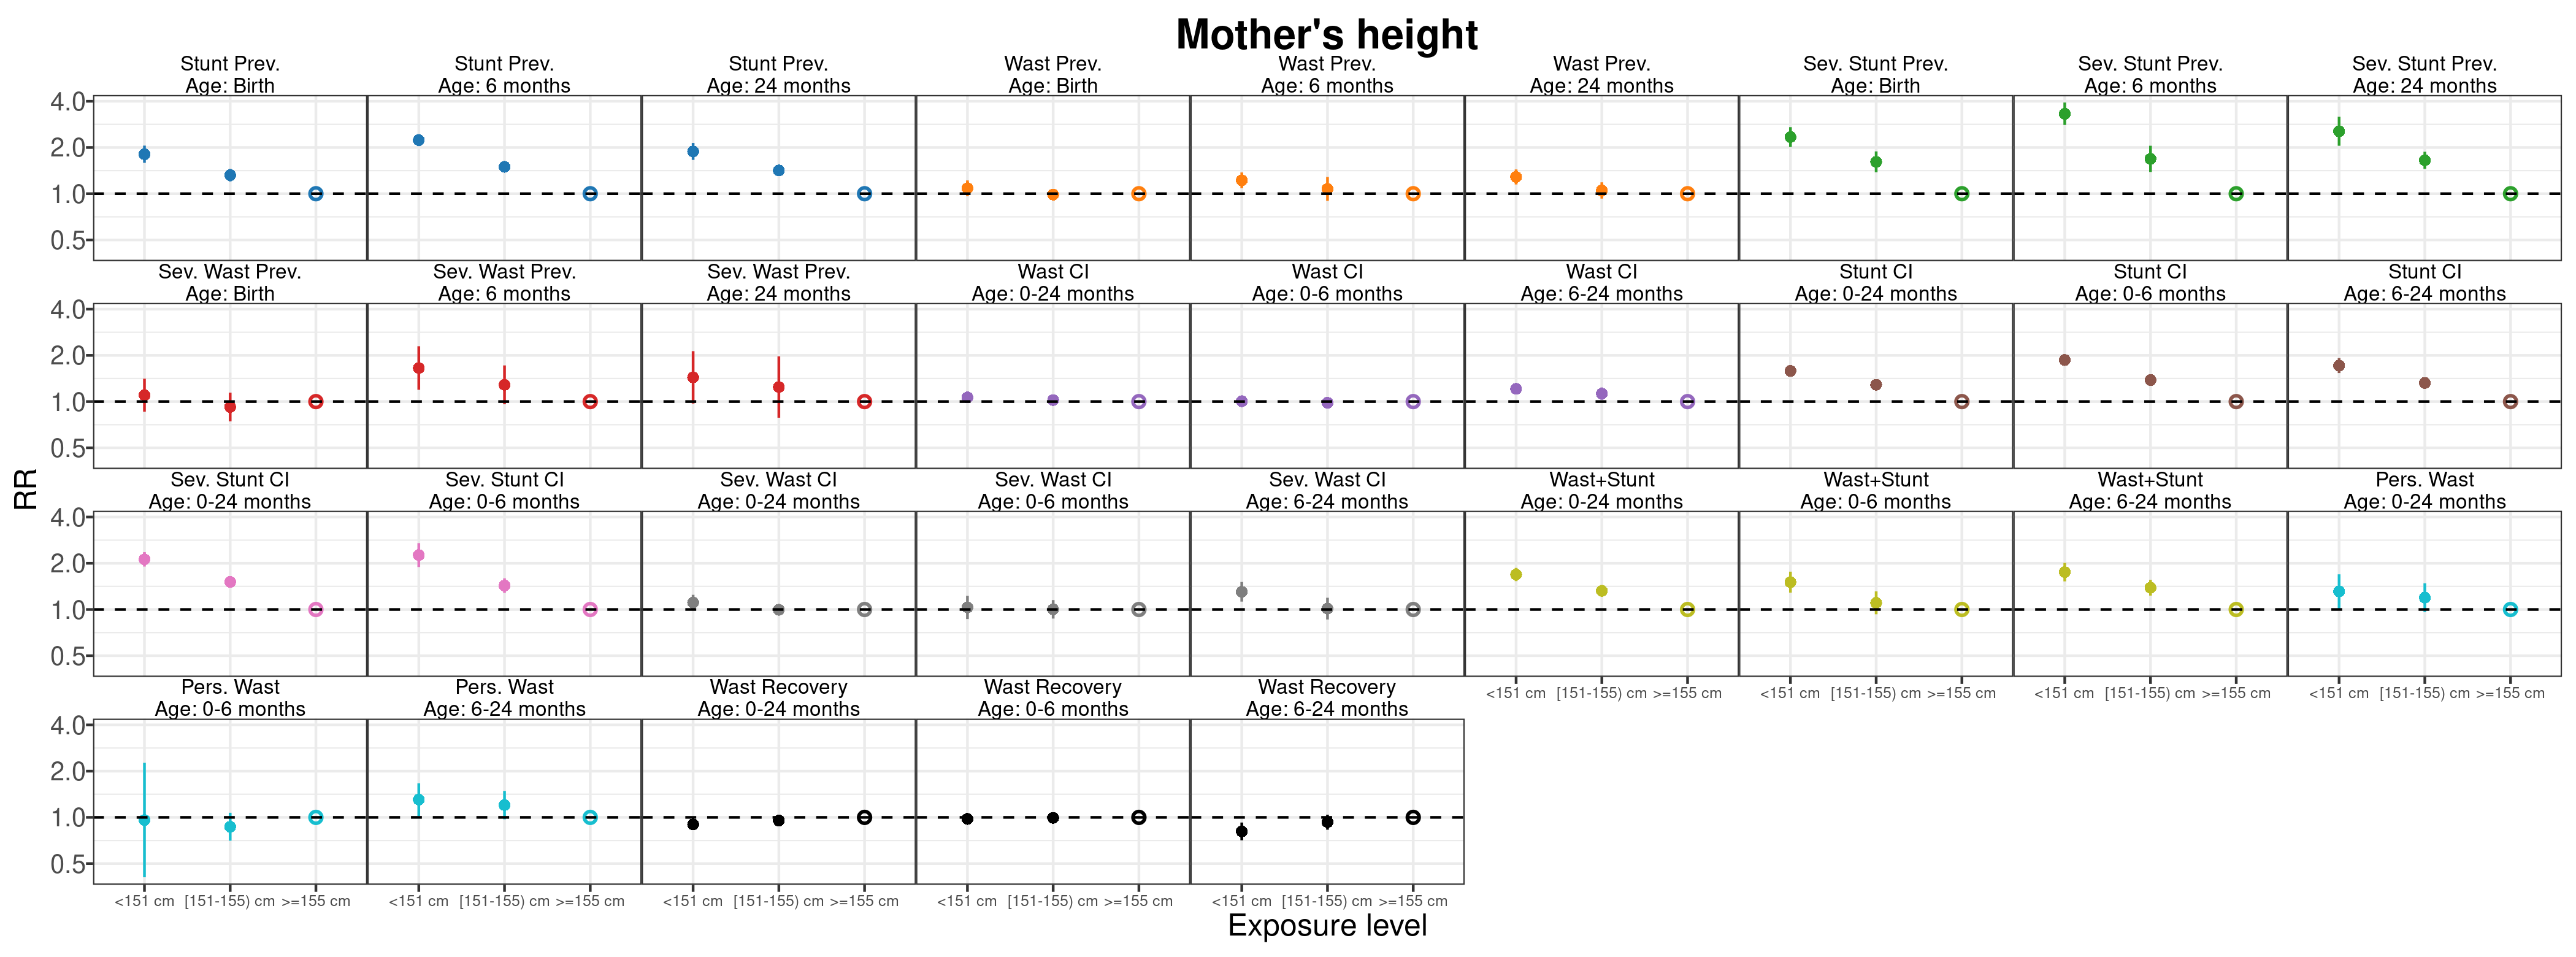 Mother's height
Stunt Prev. Stunt Prev. Stunt Prev. Wast Prev. Wast Prev. Wast Prev. Sev. Stunt Prev. Sev. Stunt Prev. Sev. Stunt Prev.
Age: Birth Age: 6 months Age: 24 months Age: Birth Age: 6 months Age: 24 months Age: Birth Age: 6 months Age: 24 months
4.0
2.0
1.0
0.5
Sev. Wast Prev. Sev. Wast Prev. Sev. Wast Prev. Wast CI Wast CI Wast CI Stunt CI Stunt CI Stunt CI
Age: Birth Age: 6 months Age: 24 months Age: 0-24 months Age: 0-6 months Age: 6-24 months Age: 0-24 months Age: 0-6 months Age: 6-24 months
4.0
2.0
1.0
0.5
RR
Sev. Stunt CI Sev. Stunt CI Sev. Wast CI Sev. Wast CI Sev. Wast CI Wast+Stunt Wast+Stunt Wast+Stunt Pers. Wast
Age: 0-24 months Age: 0-6 months Age: 0-24 months Age: 0-6 months Age: 6-24 months Age: 0-24 months Age: 0-6 months Age: 6-24 months Age: 0-24 months
4.0
2.0
1.0
0.5
<151 cm [151-155) cm >=155 cm <151 cm [151-155) cm >=155 cm <151 cm [151-155) cm >=155 cm <151 cm [151-155) cm >=155 cm
Pers. Wast Pers. Wast Wast Recovery Wast Recovery Wast Recovery
Age: 0-6 months Age: 6-24 months Age: 0-24 months Age: 0-6 months Age: 6-24 months
4.0
2.0
1.0
0.5
<151 cm [151-155) cm >=155 cm <151 cm [151-155) cm >=155 cm <151 cm [151-155) cm >=155 cm <151 cm [151-155) cm >=155 cm <151 cm [151-155) cm >=155 cm
Exposure level